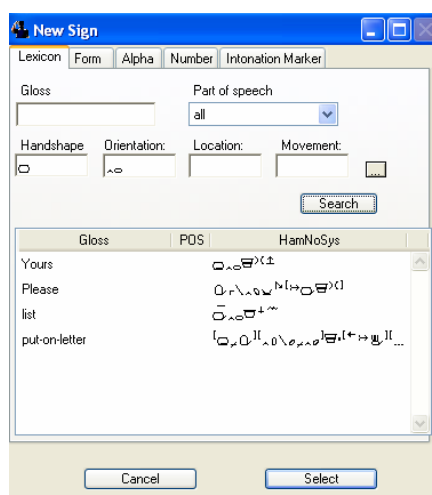 New Sign
Lexicon Form Alpha Number Intonation Marker
Gloss Part of speech
all
Handshape Orientation: Location: Movement:
...
Search
Gloss POS HamNoSys
Yours
Please
list
put-on-letter
Cancel Select